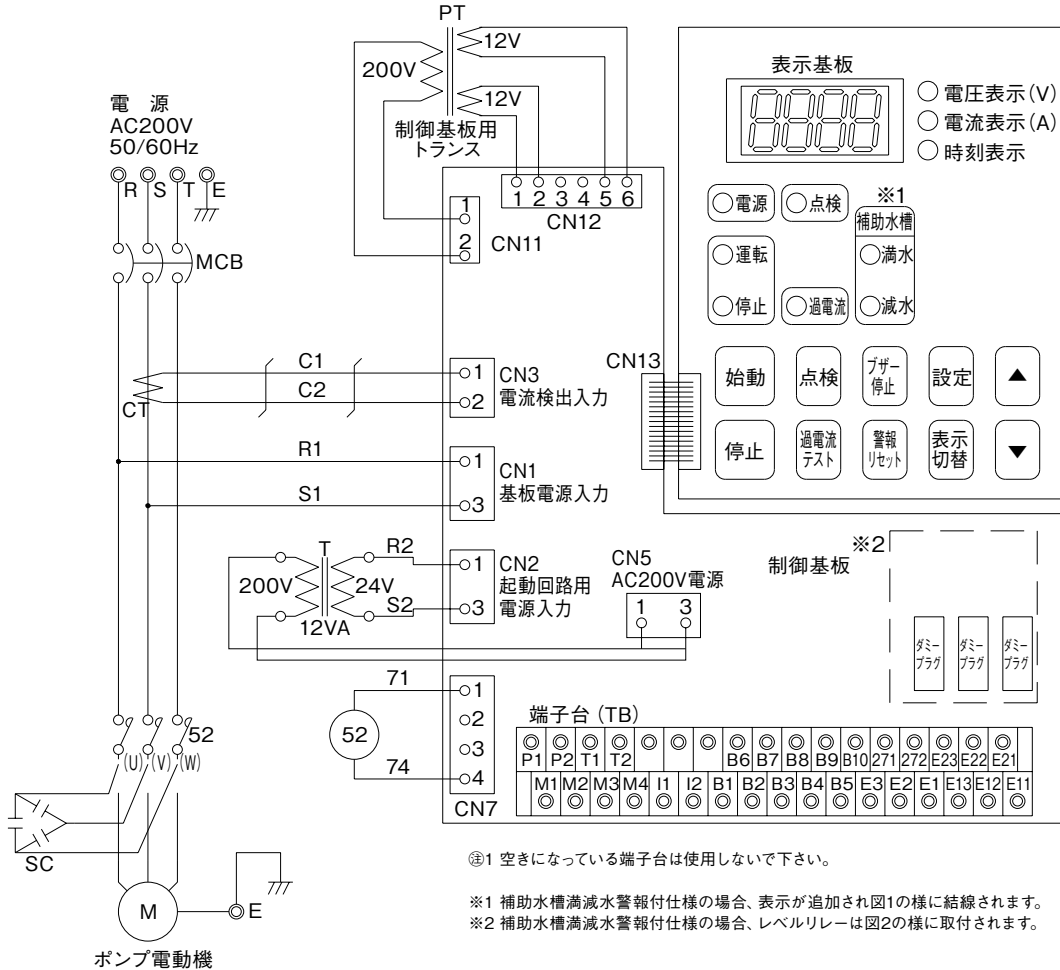 PT
12V
200V
12V
制御基板用
トランス
電 源
AC200V
50/60Hz
R S T E
MCB
1
2
CN11
1 2 3 4 5 6
CN12
表示基板
8888
電圧表示(V)
電流表示(A)
時刻表示
※1
電源
点検
補助水槽
満水
減水
運転
停止
過電流
C1
C2
CT
1
2
CN3
電流検出入力
CN13
始動
点検
ブザー
停止
設定
▲
停止
過電流
テスト
警報
リセット
表示
切替
▼
R1
S1
1
3
CN1
基板電源入力
T
200V
24V
12VA
R2
S2
1
3
CN2
起動回路用
電源入力
CN5
AC200V電源
1 3
制御基板
※2
ダミー
プラグ
ダミー
プラグ
ダミー
プラグ
71
52
74
1
2
3
4
CN7
端子台(TB)
P1 P2 T1 T2 B6 B7 B8 B9 B10 271 272 E23 E22 E21
M1 M2 M3 M4 I1 I2 B1 B2 B3 B4 B5 E3 E2 E1 E13 E12 E11
52
(U) (V) (W)
SC
M
E
ポンプ電動機
注1 空きになっている端子台は使用しないで下さい。
※1 補助水槽満減水警報付仕様の場合、表示が追加され図1の様に結線されます。
※2 補助水槽満減水警報付仕様の場合、レベルリレーは図2の様に取付されます。